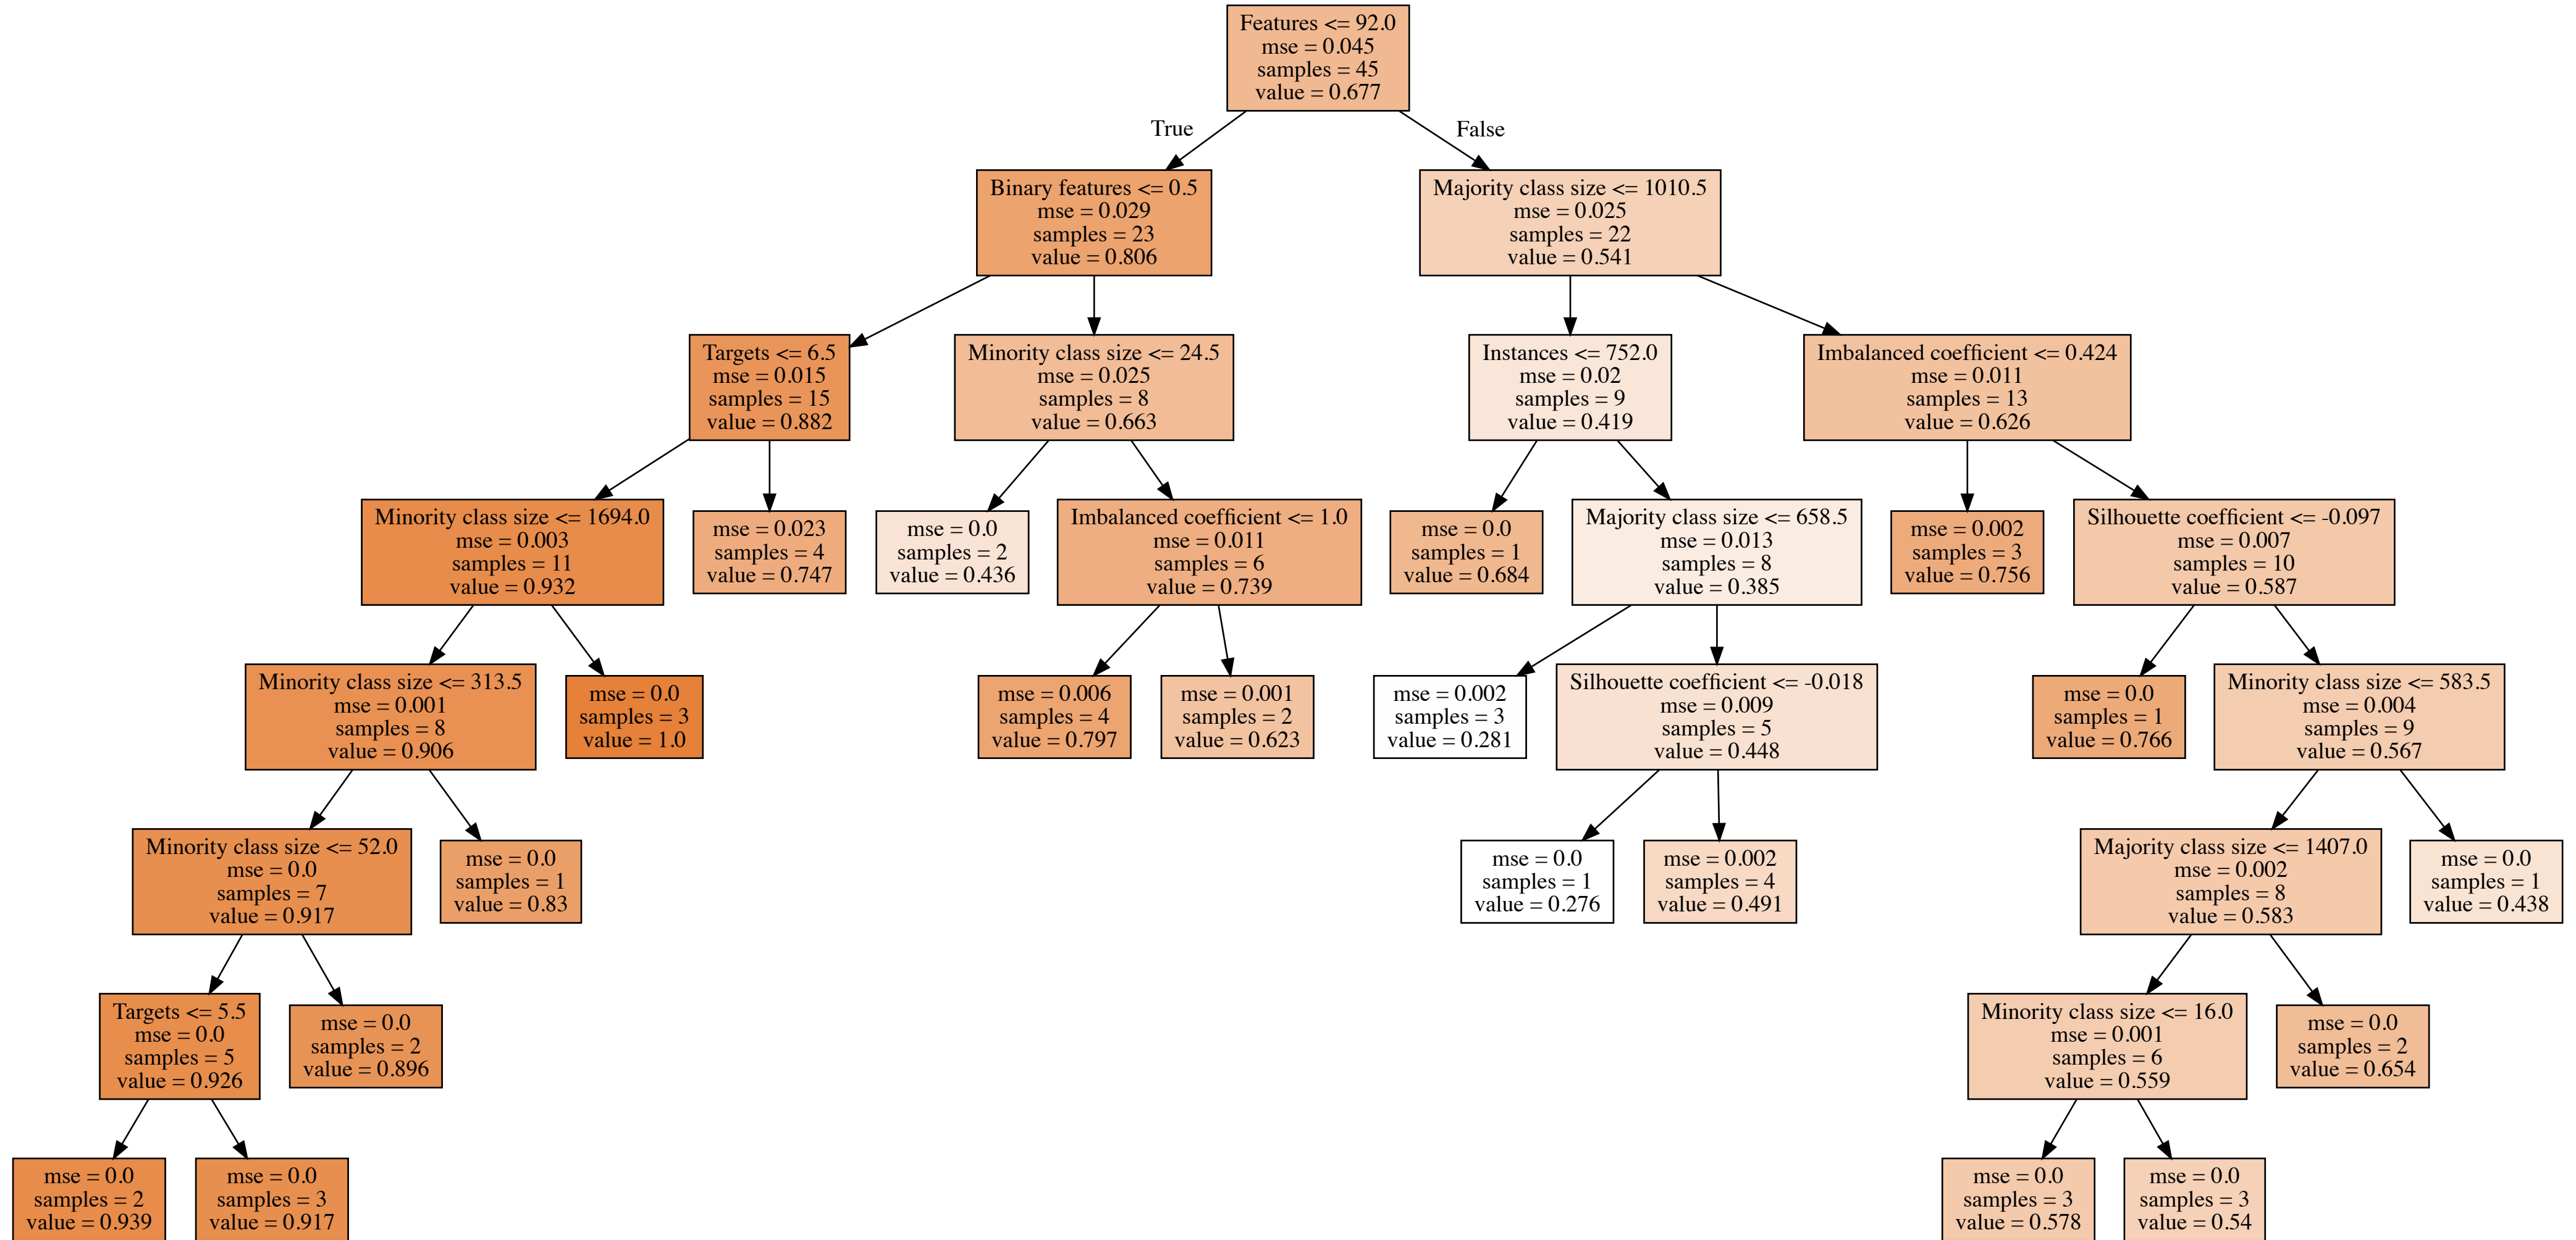 Features <= 92.0
mse = 0.045
samples = 45
value = 0.677
True
False
Binary features <= 0.5
mse = 0.029
samples = 23
value = 0.806
Majority class size <= 1010.5
mse = 0.025
samples = 22
value = 0.541
Targets <= 6.5
mse = 0.015
samples = 15
value = 0.882
Minority class size <= 24.5
mse = 0.025
samples = 8
value = 0.663
Instances <= 752.0
mse = 0.02
samples = 9
value = 0.419
Imbalanced coefficient <= 0.424
mse = 0.011
samples = 13
value = 0.626
Minority class size <= 1694.0
mse = 0.003
samples = 11
value = 0.932
mse = 0.023
samples = 4
value = 0.747
mse = 0.0
samples = 2
value = 0.436
Imbalanced coefficient <= 1.0
mse = 0.011
samples = 6
value = 0.739
mse = 0.0
samples = 1
value = 0.684
Majority class size <= 658.5
mse = 0.013
samples = 8
value = 0.385
mse = 0.002
samples = 3
value = 0.756
Silhouette coefficient <= -0.097
mse = 0.007
samples = 10
value = 0.587
Minority class size <= 313.5
mse = 0.001
samples = 8
value = 0.906
mse = 0.0
samples = 3
value = 1.0
mse = 0.006
samples = 4
value = 0.797
mse = 0.001
samples = 2
value = 0.623
mse = 0.002
samples = 3
value = 0.281
Silhouette coefficient <= -0.018
mse = 0.009
samples = 5
value = 0.448
mse = 0.0
samples = 1
value = 0.766
Minority class size <= 583.5
mse = 0.004
samples = 9
value = 0.567
Minority class size <= 52.0
mse = 0.0
samples = 7
value = 0.917
mse = 0.0
samples = 1
value = 0.83
mse = 0.0
samples = 1
value = 0.276
mse = 0.002
samples = 4
value = 0.491
Majority class size <= 1407.0
mse = 0.002
samples = 8
value = 0.583
mse = 0.0
samples = 1
value = 0.438
Targets <= 5.5
mse = 0.0
samples = 5
value = 0.926
mse = 0.0
samples = 2
value = 0.896
Minority class size <= 16.0
mse = 0.001
samples = 6
value = 0.559
mse = 0.0
samples = 2
value = 0.654
mse = 0.0
samples = 2
value = 0.939
mse = 0.0
samples = 3
value = 0.917
mse = 0.0
samples = 3
value = 0.578
mse = 0.0
samples = 3
value = 0.54